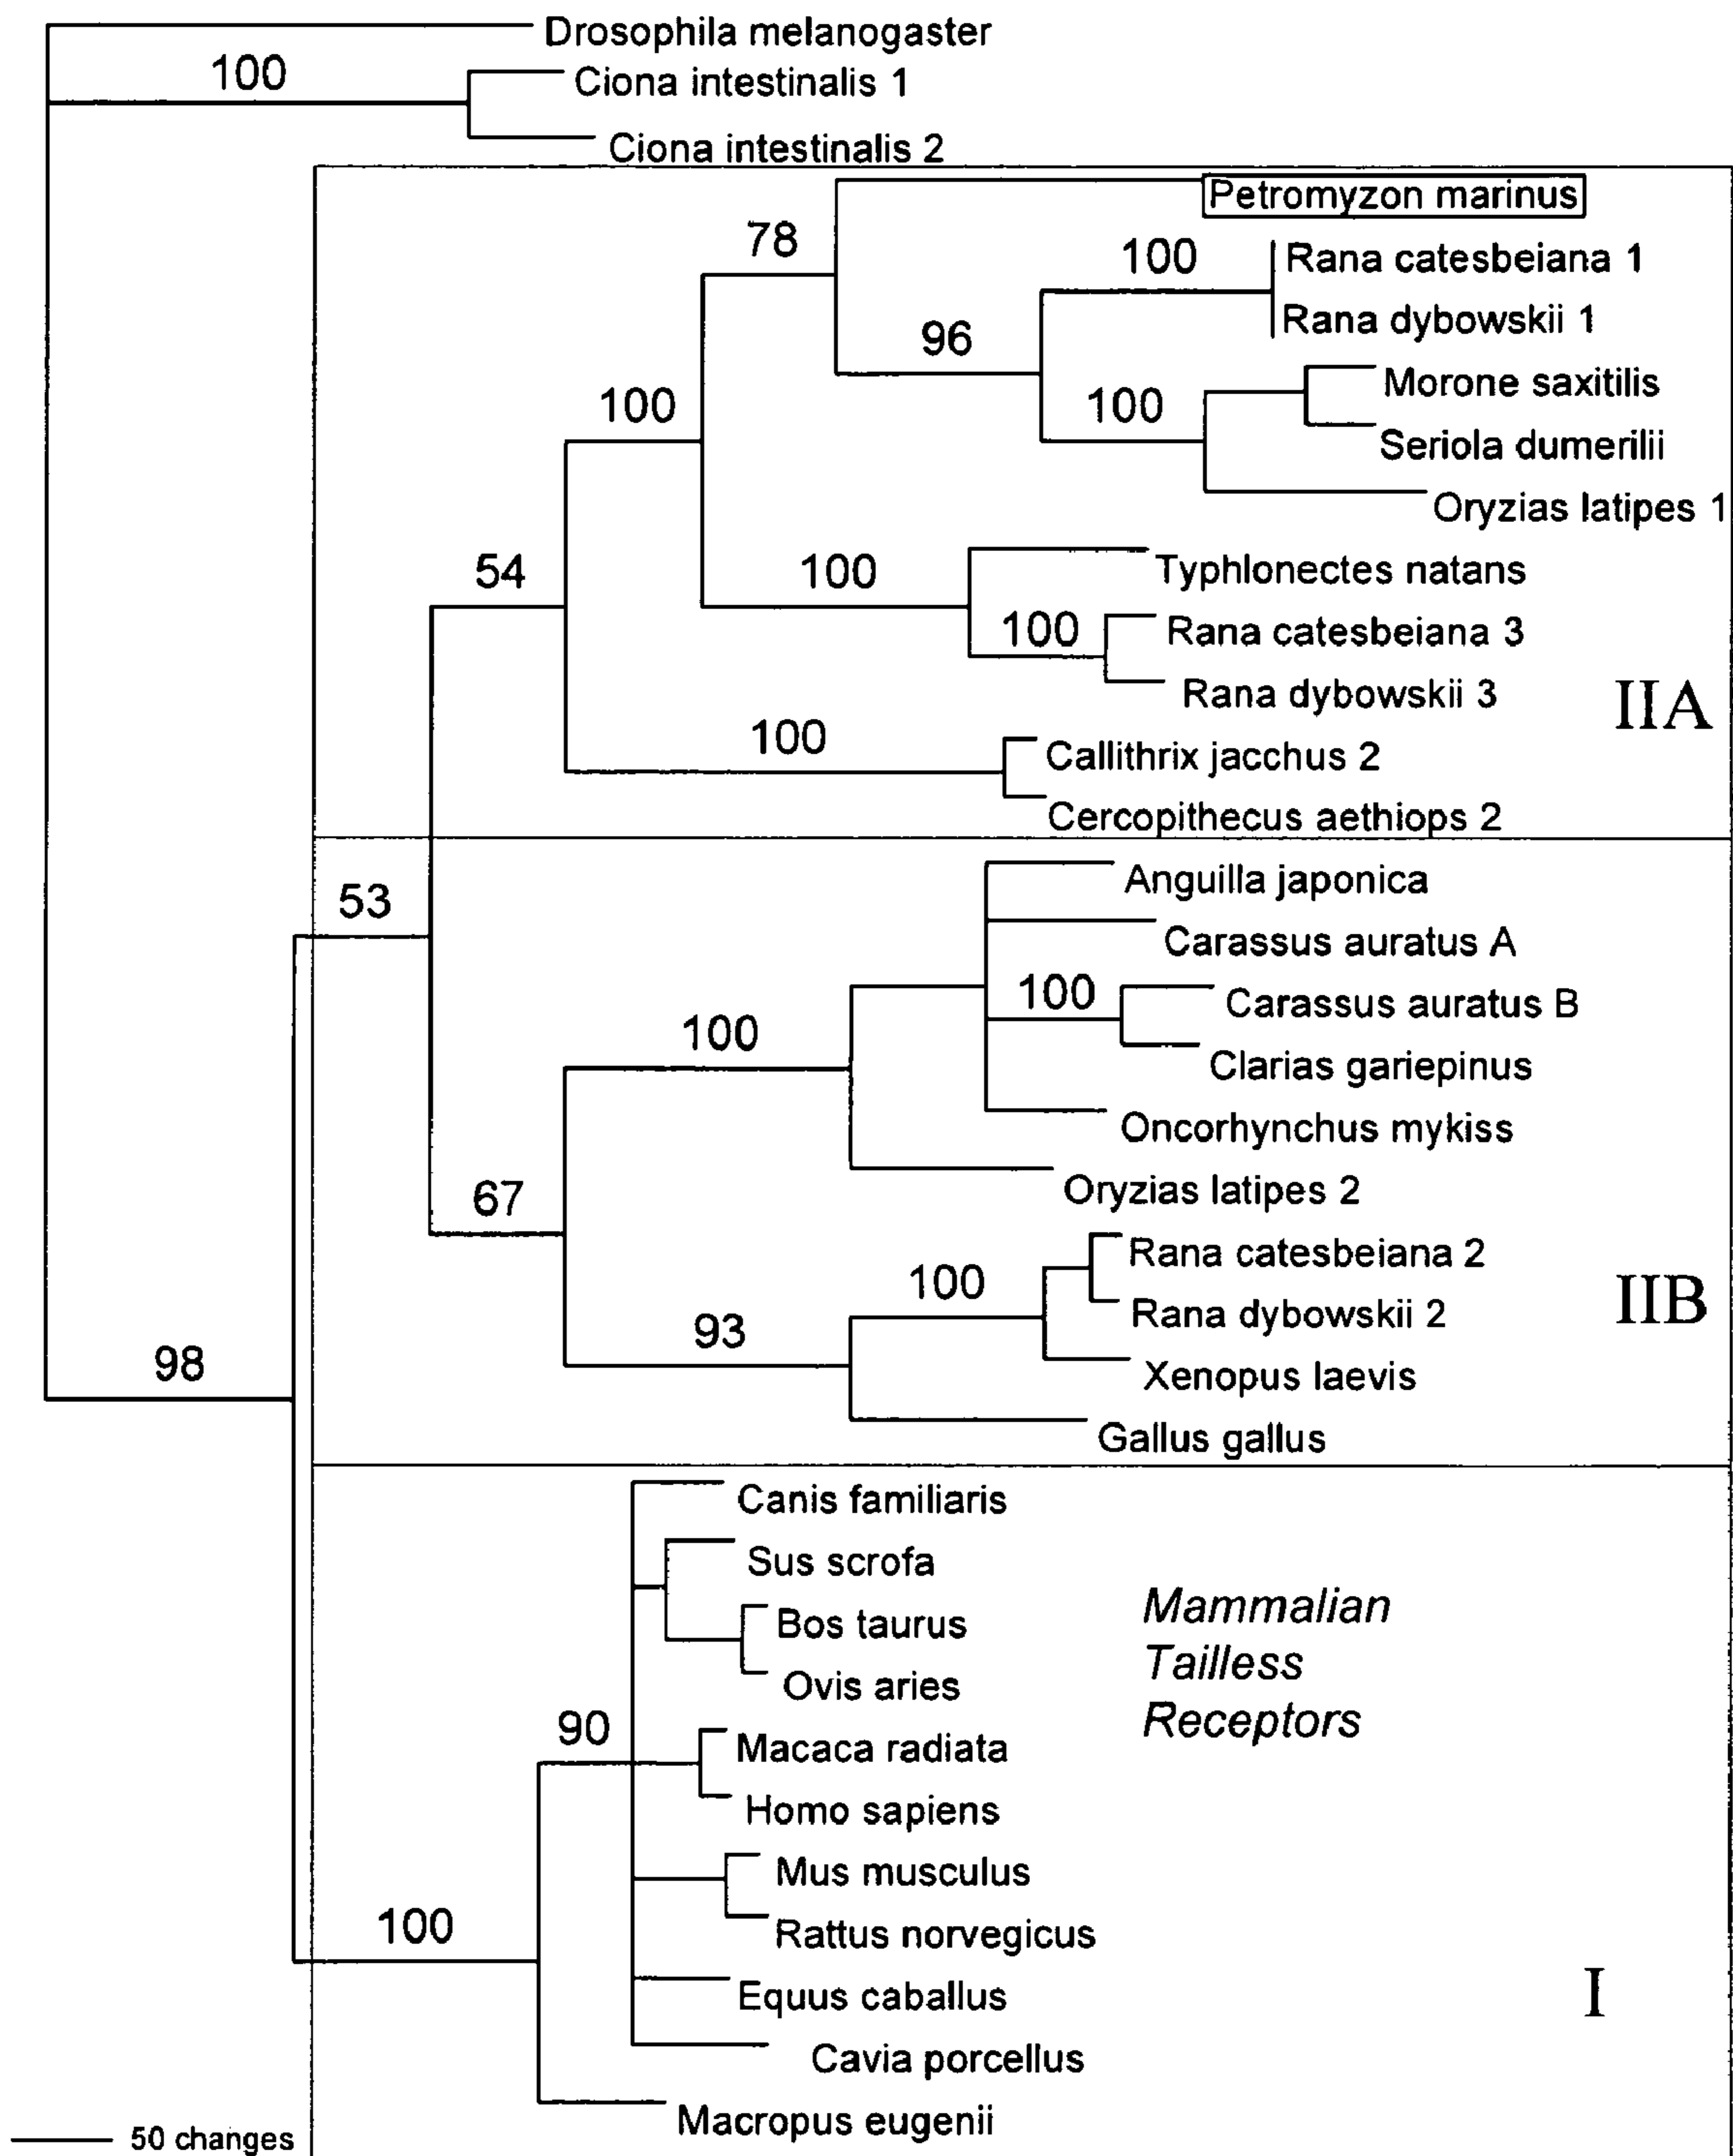 Drosophila melanogaster
100
Ciona intestinalis 1
Ciona intestinalis 2
Petromyzon marinus
78
100
Rana catesbeiana 1
Rana dybowskii 1
96
Morone saxitilis
100
100
Seriola dumerilii
Oryzias latipes 1
54
100
Typhlonectes natans
100
Rana catesbeiana 3
Rana dybowskii 3
IIA
100
Callithrix jacchus 2
Cercopithecus aethiops 2
Anguilla japonica
53
Carassus auratus A
100
Carassus auratus B
100
Clarias gariepinus
Oncorhynchus mykiss
67
Oryzias latipes 2
Rana catesbeiana 2
100
Rana dybowskii 2
IIB
93
98
Xenopus laevis
Gallus gallus
Canis familiaris
Sus scrofa
Mammalian
Tailless
Receptors
Bos taurus
Ovis aries
90
Macaca radiata
Homo sapiens
Mus musculus
100
Rattus norvegicus
Equus caballus
I
Cavia porcellus
Macropus eugenii
50 changes